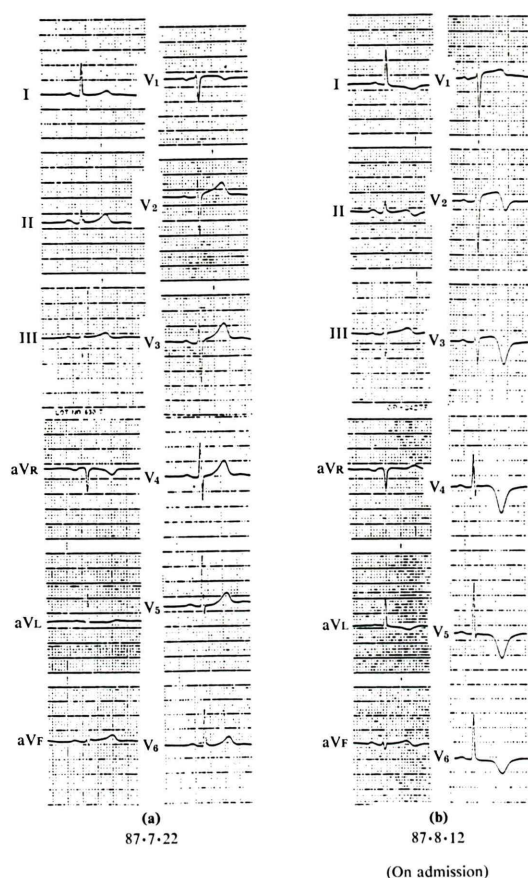 I
V1
II
V2
III
V3
aVR
V4
aVL
V5
aVF
V6
(a)
87·7·22
I
V1
II
V2
III
V3
aVR
V4
aVL
V5
aVF
V6
(b)
87·8·12
(On admission)